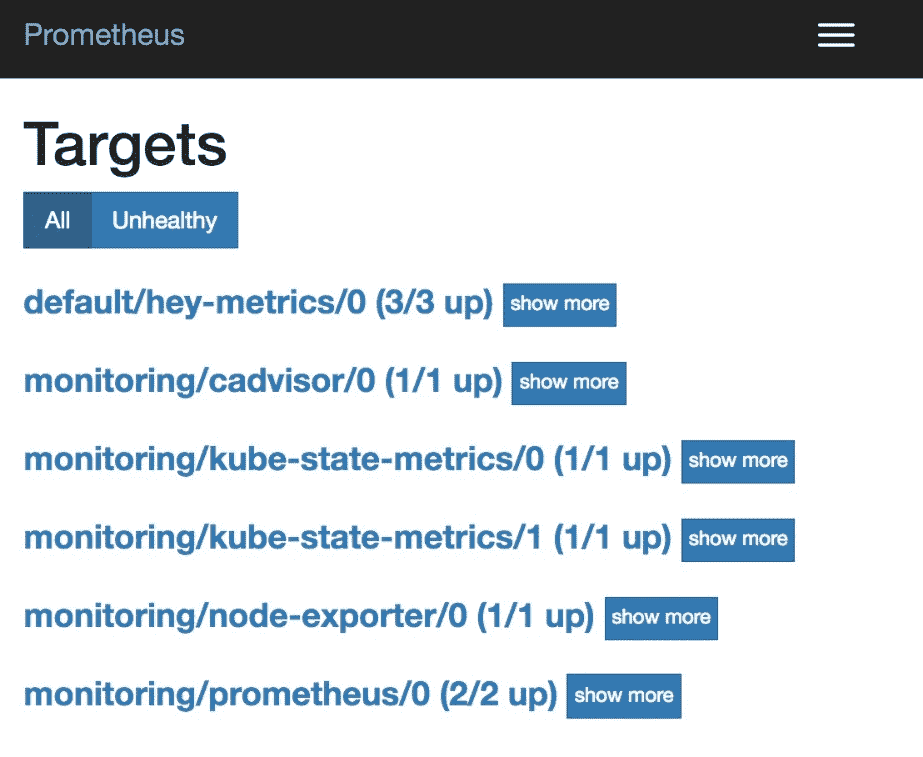 Prometheus
Targets
All Unhealthy
default/hey-metrics/0 (3/3 up) show more
monitoring/cadvisor/0 (1/1 up) show more
monitoring/kube-state-metrics/0 (1/1 up) show more
monitoring/kube-state-metrics/1 (1/1 up) show more
monitoring/node-exporter/0 (1/1 up) show more
monitoring/prometheus/0 (2/2 up) show more